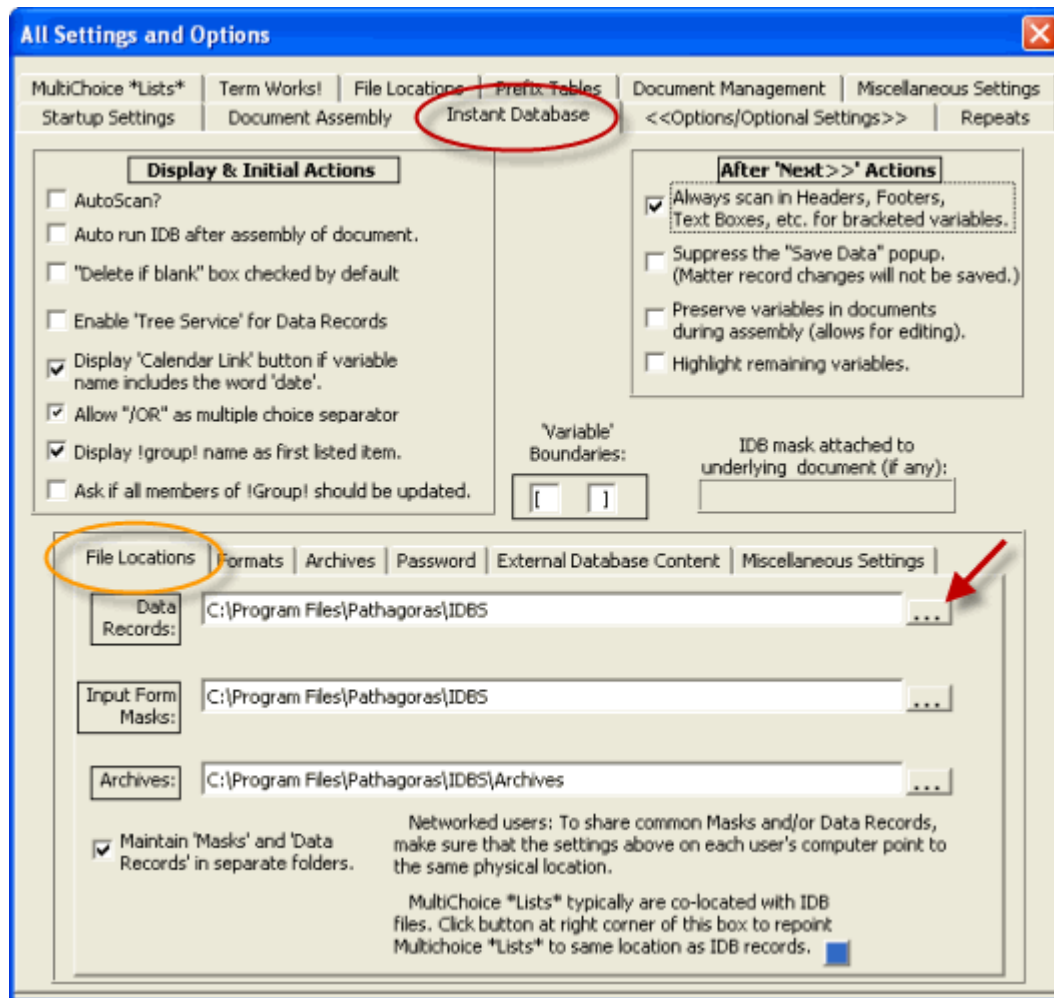 All Settings and Options
MultiChoice *Lists*
Term Works!
File Locations
Prefix Tables
Document Management
Miscellaneous Settings
Startup Settings
Document Assembly
Instant Database
<<Options/Optional Settings>>
Repeats
Display & Initial Actions
AutoScan?
Auto run IDB after assembly of document.
"Delete if blank" box checked by default
Enable 'Tree Service' for Data Records
Display 'Calendar Link' button if variable
name includes the word 'date'.
Allow "/OR" as multiple choice separator
Display !group! name as first listed item.
Ask if all members of !Group! should be updated.
After 'Next>>' Actions
Always scan in Headers, Footers,
Text Boxes, etc. for bracketed variables.
Suppress the "Save Data" popup.
(Matter record changes will not be saved.)
Preserve variables in documents
during assembly (allows for editing).
Highlight remaining variables.
'Variable'
Boundaries:
[ ]
IDB mask attached to
underlying document (if any):
File Locations
Formats
Archives
Password
External Database Content
Miscellaneous Settings
Data
Records:
C:\Program Files\Pathagoras\IDBS
...
Input Form
Masks:
C:\Program Files\Pathagoras\IDBS
...
Archives:
C:\Program Files\Pathagoras\IDBS\Archives
...
Maintain 'Masks' and 'Data
Records' in separate folders.
Networked users: To share common Masks and/or Data Records,
make sure that the settings above on each user's computer point to
the same physical location.
MultiChoice *Lists* typically are co-located with IDB
files. Click button at right corner of this box to repoint
Multichoice *Lists* to same location as IDB records.